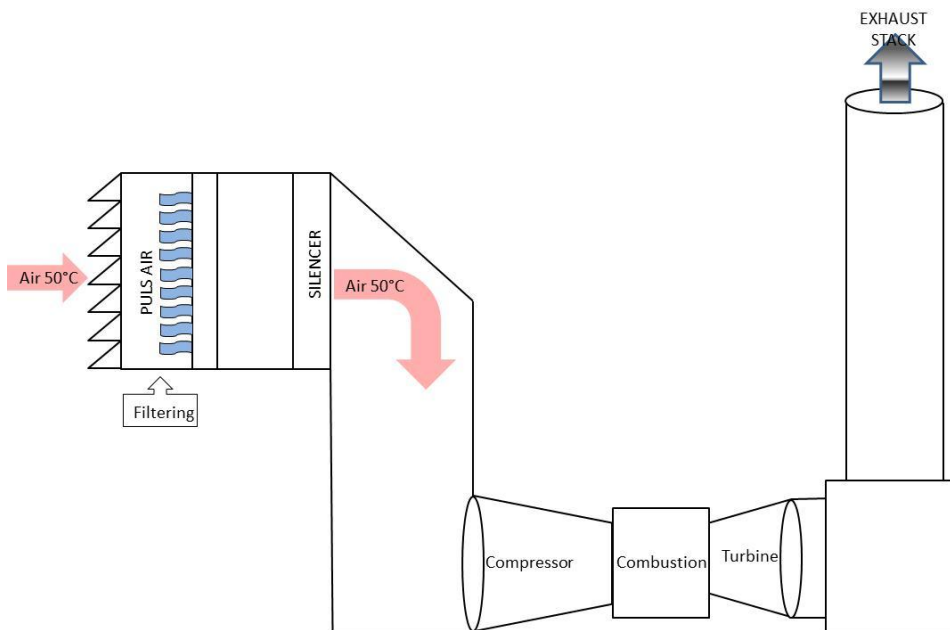 EXHAUST
STACK
PULS AIR
SILENCER
Air 50°C
Air 50°C
Filtering
Compressor
Combustion
Turbine